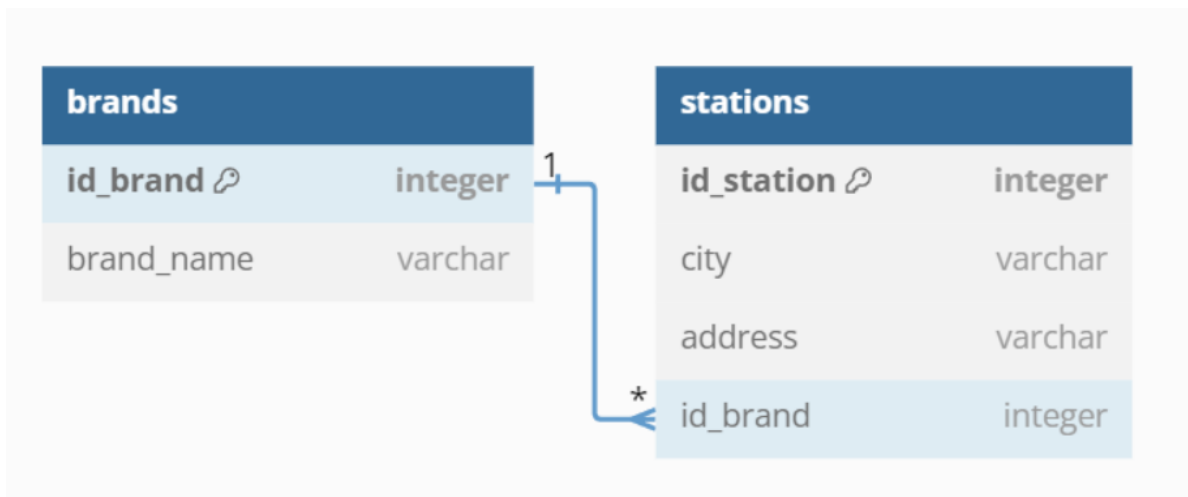 brands
id_brand integer
brand_name varchar
1
*
stations
id_station integer
city varchar
address varchar
id_brand integer